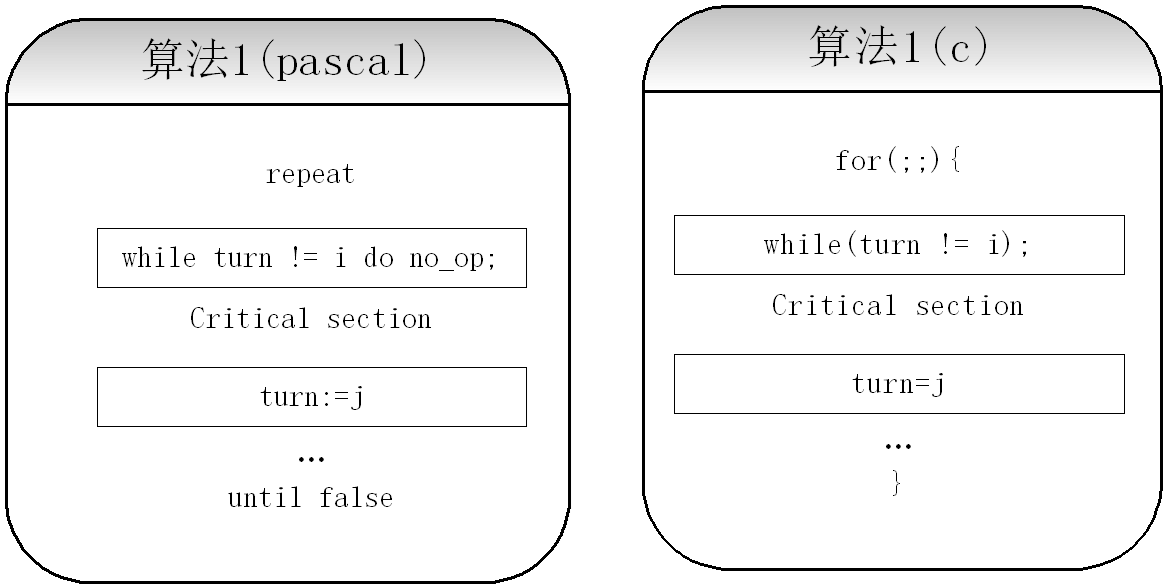 算法1(pascal)
repeat
while turn != i do no_op;
Critical section
turn:=j
…
until false
算法1(c)
for(;;){
while(turn != i);
Critical section
turn=j
…
}